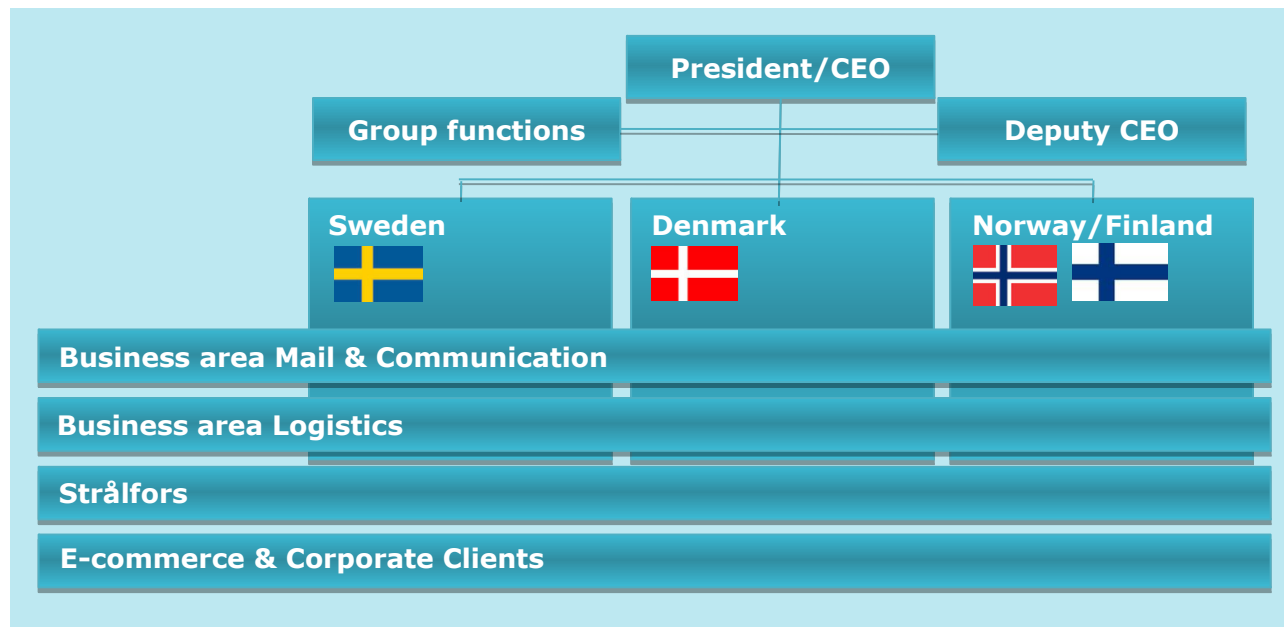 President/CEO
Group functions
Deputy CEO
Sweden
Denmark
Norway/Finland
Business area Mail & Communication
Business area Logistics
Strålfors
E-commerce & Corporate Clients